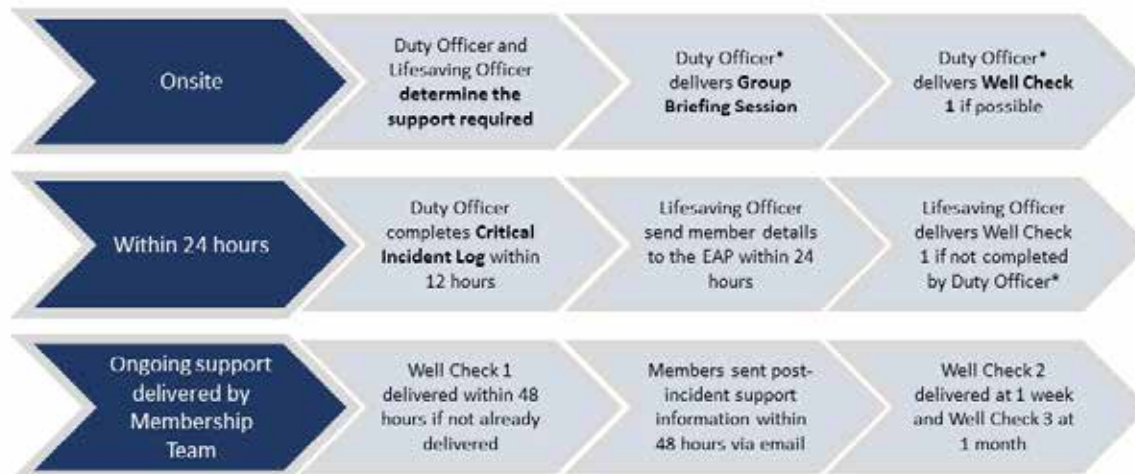 Onsite
Duty Officer and
Lifesaving Officer
determine the
support required
Duty Officer*
delivers Group
Briefing Session
Duty Officer*
delivers Well Check
1 if possible
Within 24 hours
Duty Officer
completes Critical
Incident Log within
12 hours
Lifesaving Officer
send member details
to the EAP within 24
hours
Lifesaving Officer
delivers Well Check
1 if not completed
by Duty Officer*
Ongoing support
delivered by
Membership
Team
Well Check 1
delivered within 48
hours if not already
delivered
Members sent post-
incident support
information within
48 hours via email
Well Check 2
delivered at 1 week
and Well Check 3 at
1 month